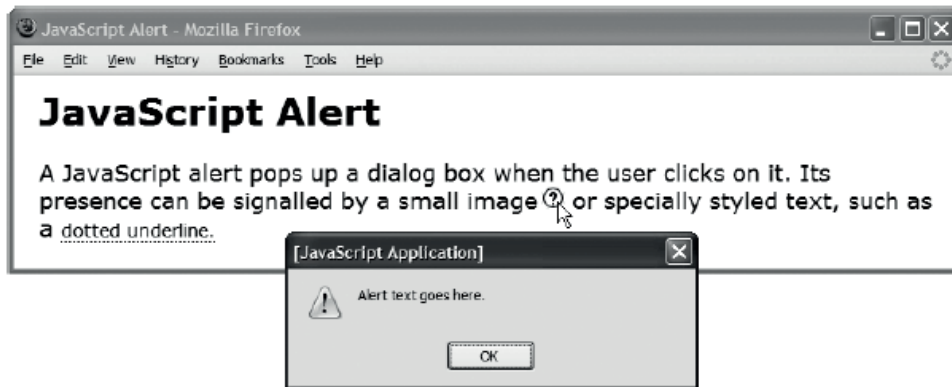 JavaScript Alert - Mozilla Firefox
File Edit View History Bookmarks Tools Help
JavaScript Alert
A JavaScript alert pops up a dialog box when the user clicks on it. Its
presence can be signalled by a small image ? or specially styled text, such as
a dotted underline.
[JavaScript Application]
Alert text goes here.
OK